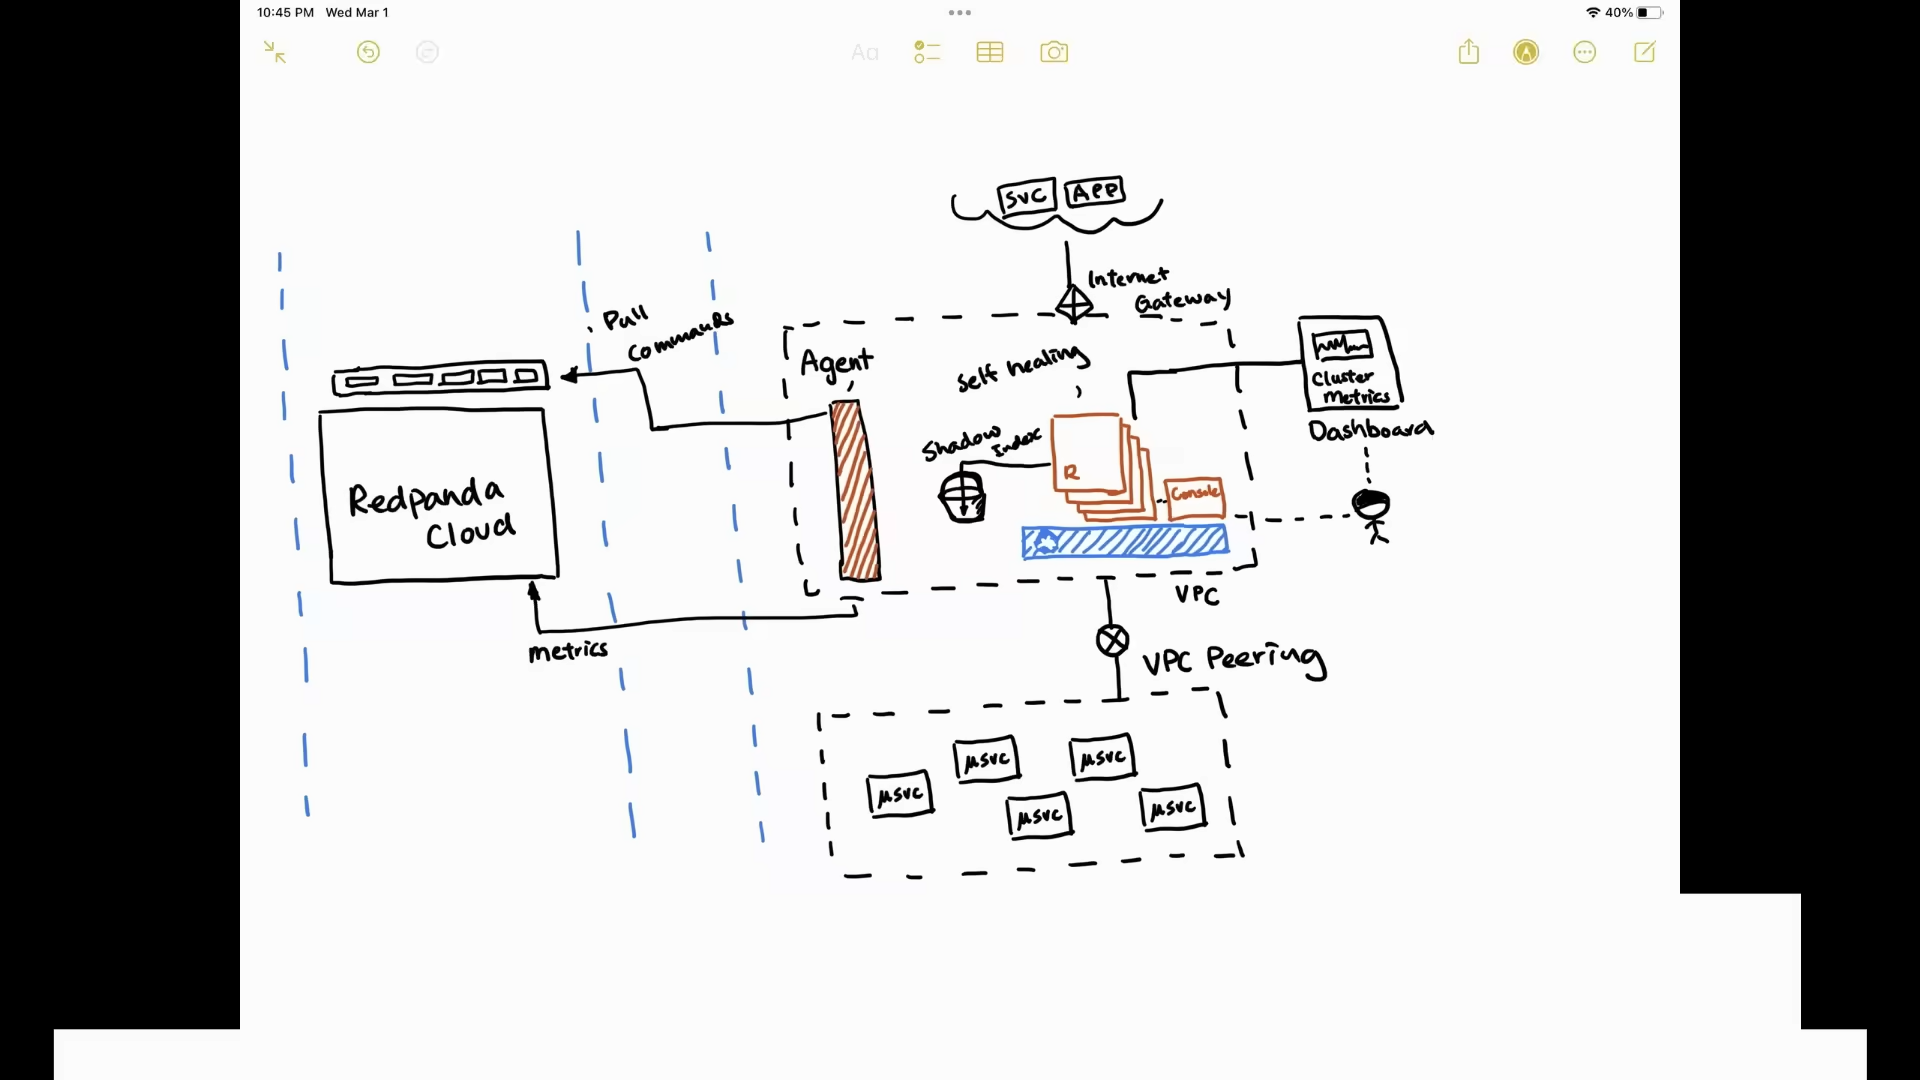 10:45 PM Wed Mar 1
40%
Aa
SVC
APP
Internet
Gateway
Pull
Commands
Agent
Self healing
Cluster
Metrics
Dashboard
Shadow
Index
R
Console
Redpanda
Cloud
VPC
metrics
VPC Peering
μsvc
μsvc
μsvc
μsvc
μsvc